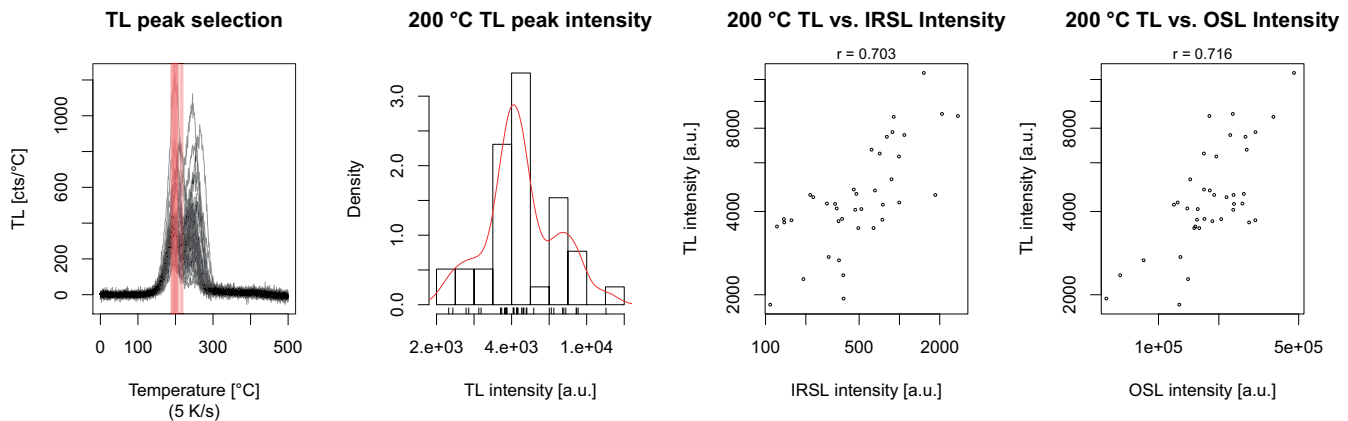 TL peak selection
TL [cts/°C]
0 200 600 1000
0 100 300 500
Temperature [°C]
(5 K/s)
200 °C TL peak intensity
Density
0.0 1.0 2.0 3.0
2.e+03 4.e+03 1.e+04
TL intensity [a.u.]
200 °C TL vs. IRSL Intensity
r = 0.703
TL intensity [a.u.]
2000 4000 8000
100 500 2000
IRSL intensity [a.u.]
200 °C TL vs. OSL Intensity
r = 0.716
TL intensity [a.u.]
2000 4000 8000
1e+05 5e+05
OSL intensity [a.u.]